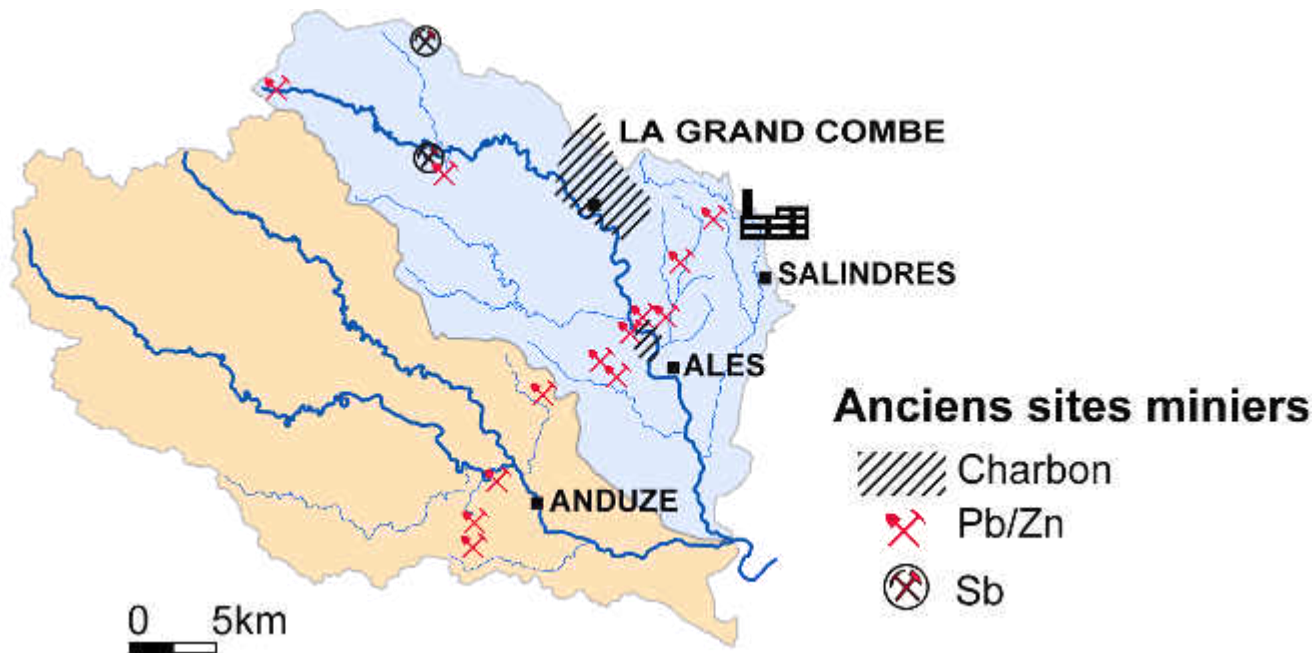 LA GRAND COMBE
SALINDRES
ALES
ANDUZE
Anciens sites miniers
Charbon
Pb/Zn
Sb
0 5km